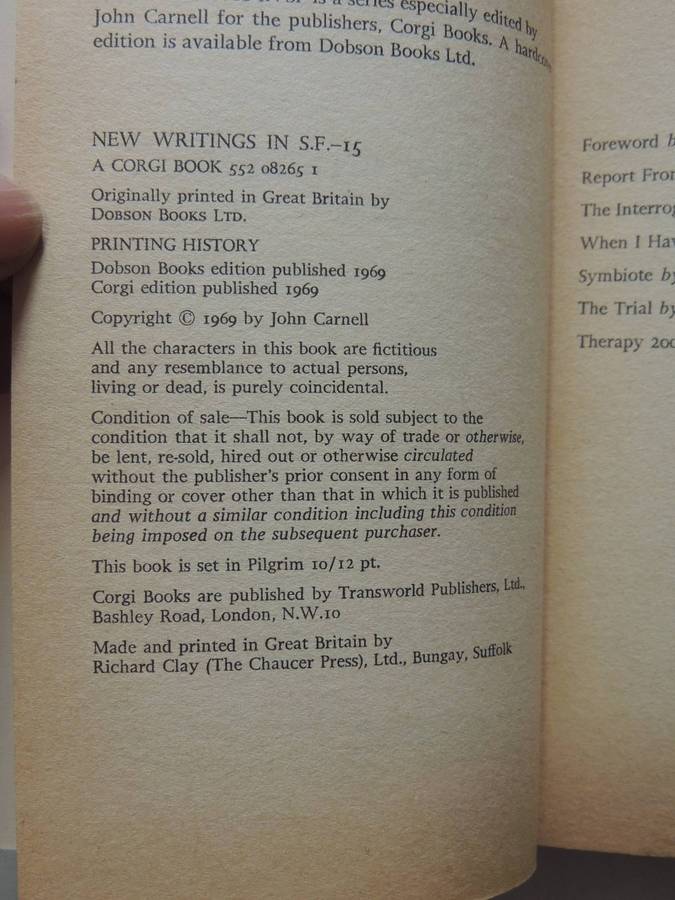 is a series especially edited by
John Carnell for the publishers, Corgi Books. A
edition is available from Dobson Books Ltd.
NEW WRITINGS IN S.F.—15
A CORGI BOOK 552 08265 1
Originally printed in Great Britain by
DOBSON BOOKS LTD.
PRINTING HISTORY
Dobson Books edition published 1969
Corgi edition published 1969
Copyright © 1969 by John Carnell
All the characters in this book are fictitious
and any resemblance to actual persons,
living or dead, is purely coincidental.
Condition of sale—This book is sold subject to the
condition that it shall not, by way of trade or otherwise,
be lent, re-sold, hired out or otherwise circulated
without the publisher's prior consent in any form of
binding or cover other than that in which it is published
and without a similar condition including this condition
being imposed on the subsequent purchaser.
This book is set in Pilgrim 10/12 pt.
Corgi Books are published by Transworld Publishers, Ltd.,
Bashley Road, London, N.W.10
Made and printed in Great Britain by
Richard Clay (The Chaucer Press), Ltd., Bungay, Suffolk
Foreword
Report
The
When I
Symbiote by
The Trial by
Therapy